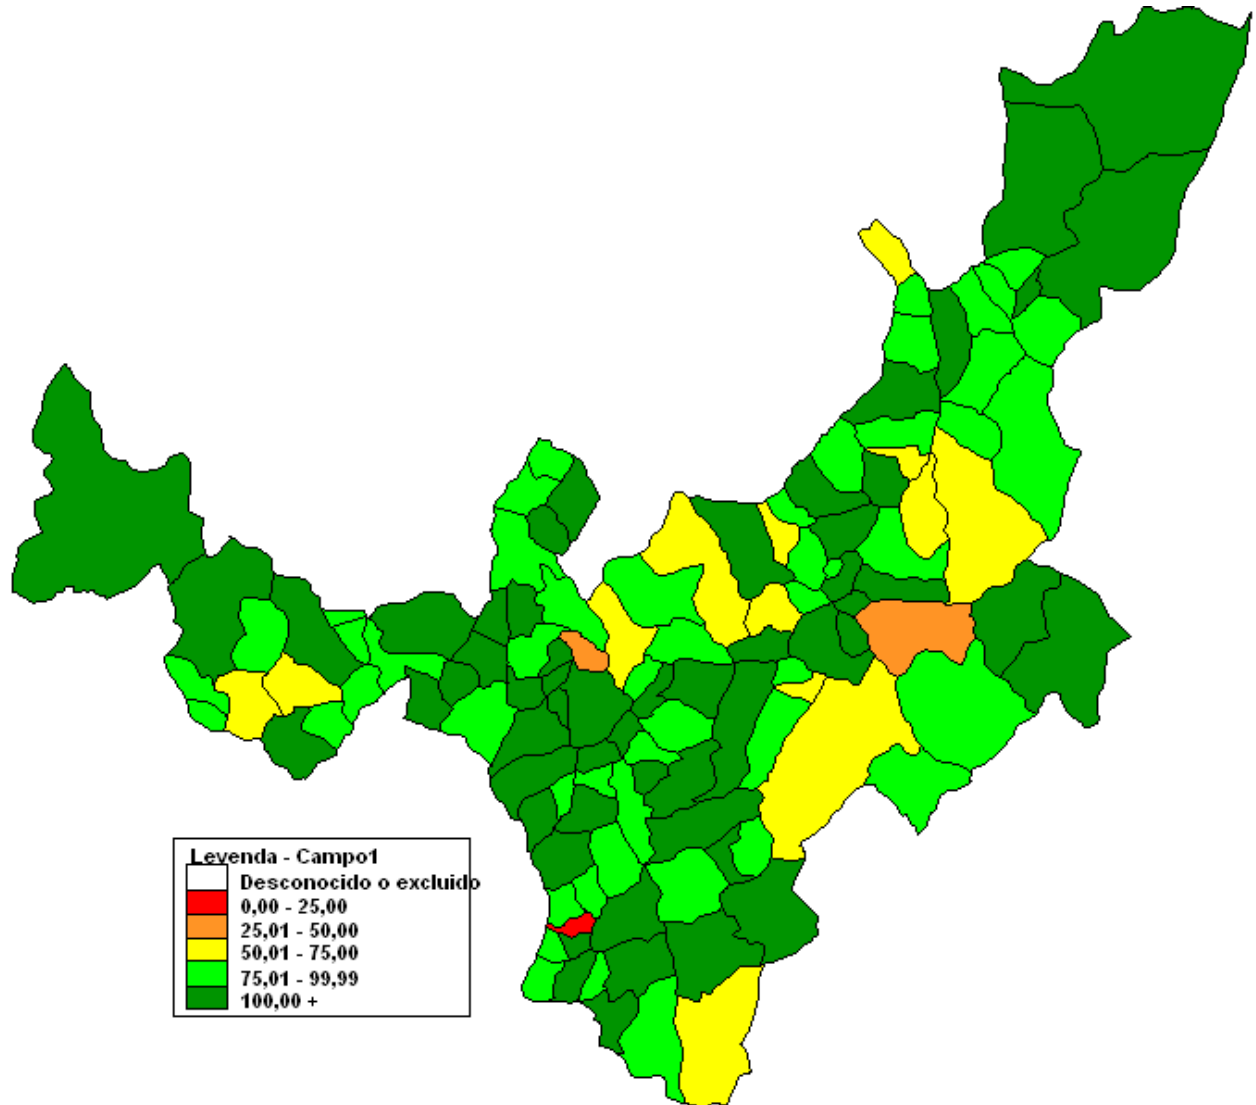 Leyenda - Campo1
Desconocido o excluido
0,00 - 25,00
25,01 - 50,00
50,01 - 75,00
75,01 - 99,99
100,00 +